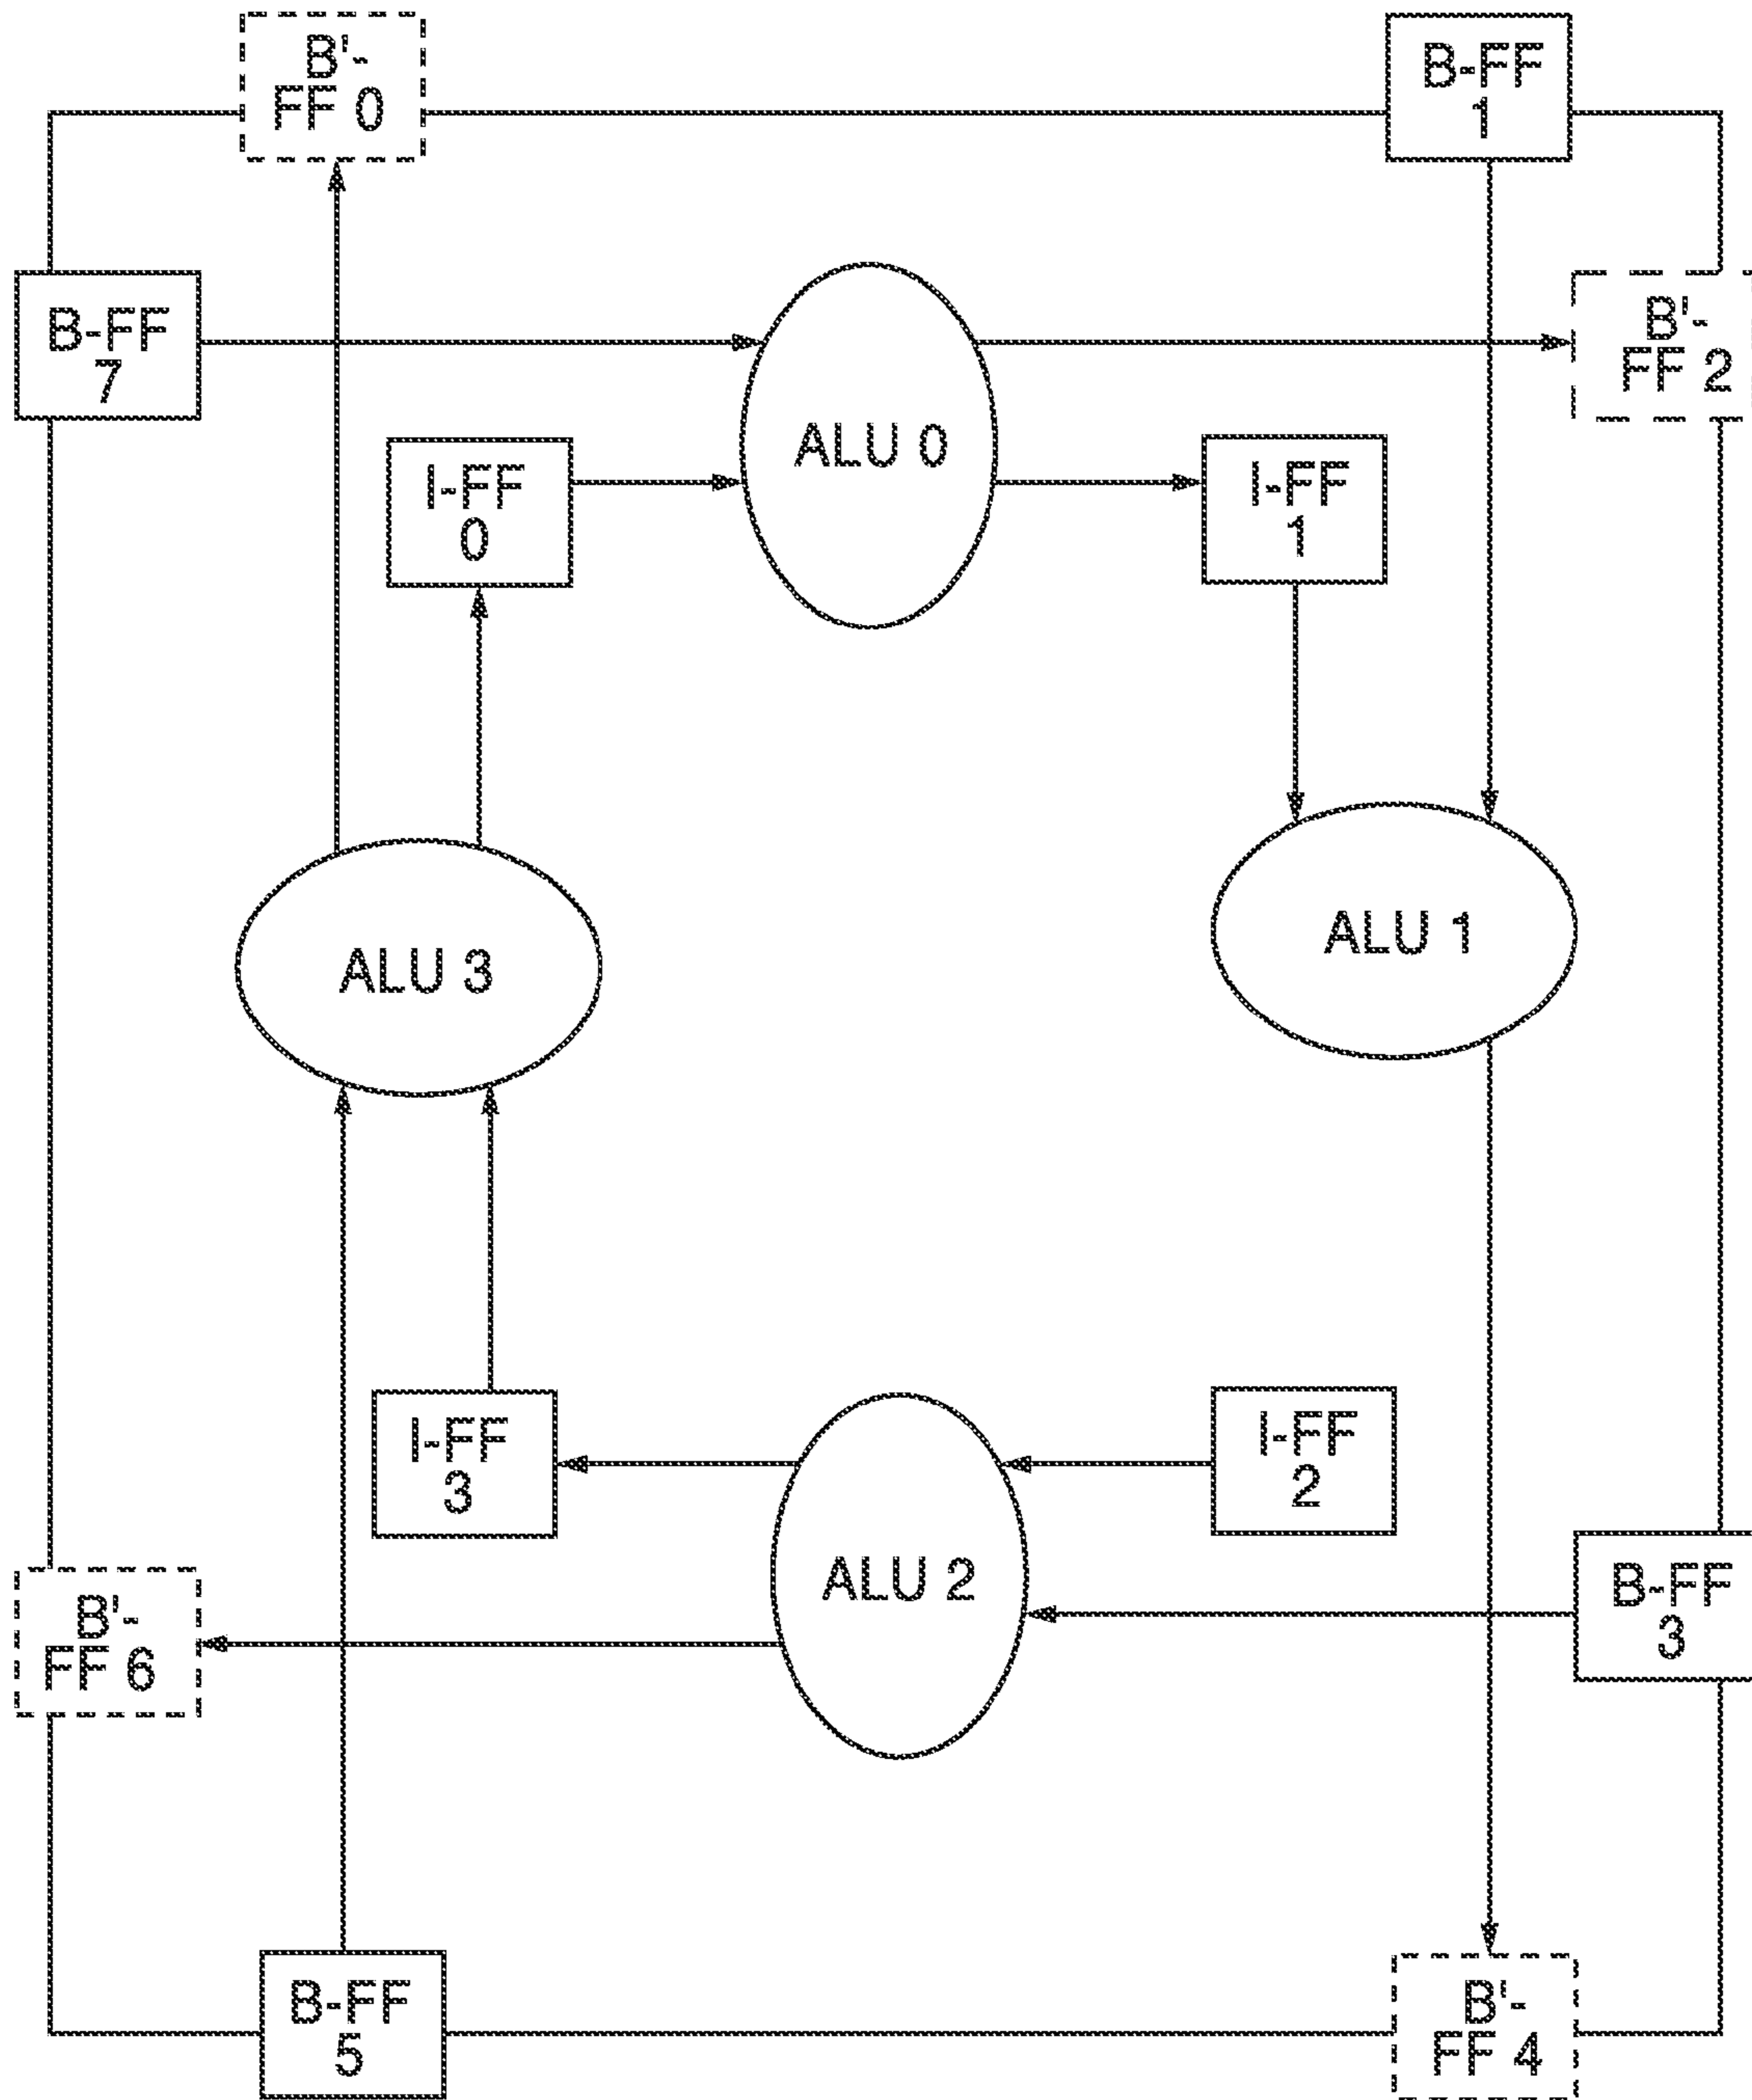 B'-
FF 0
B-FF
1
B-FF
7
B'-
FF 2
ALU 0
I-FF
0
I-FF
1
ALU 3
ALU 1
I-FF
3
I-FF
2
ALU 2
B'-
FF 6
B-FF
3
B-FF
5
B'-
FF 4